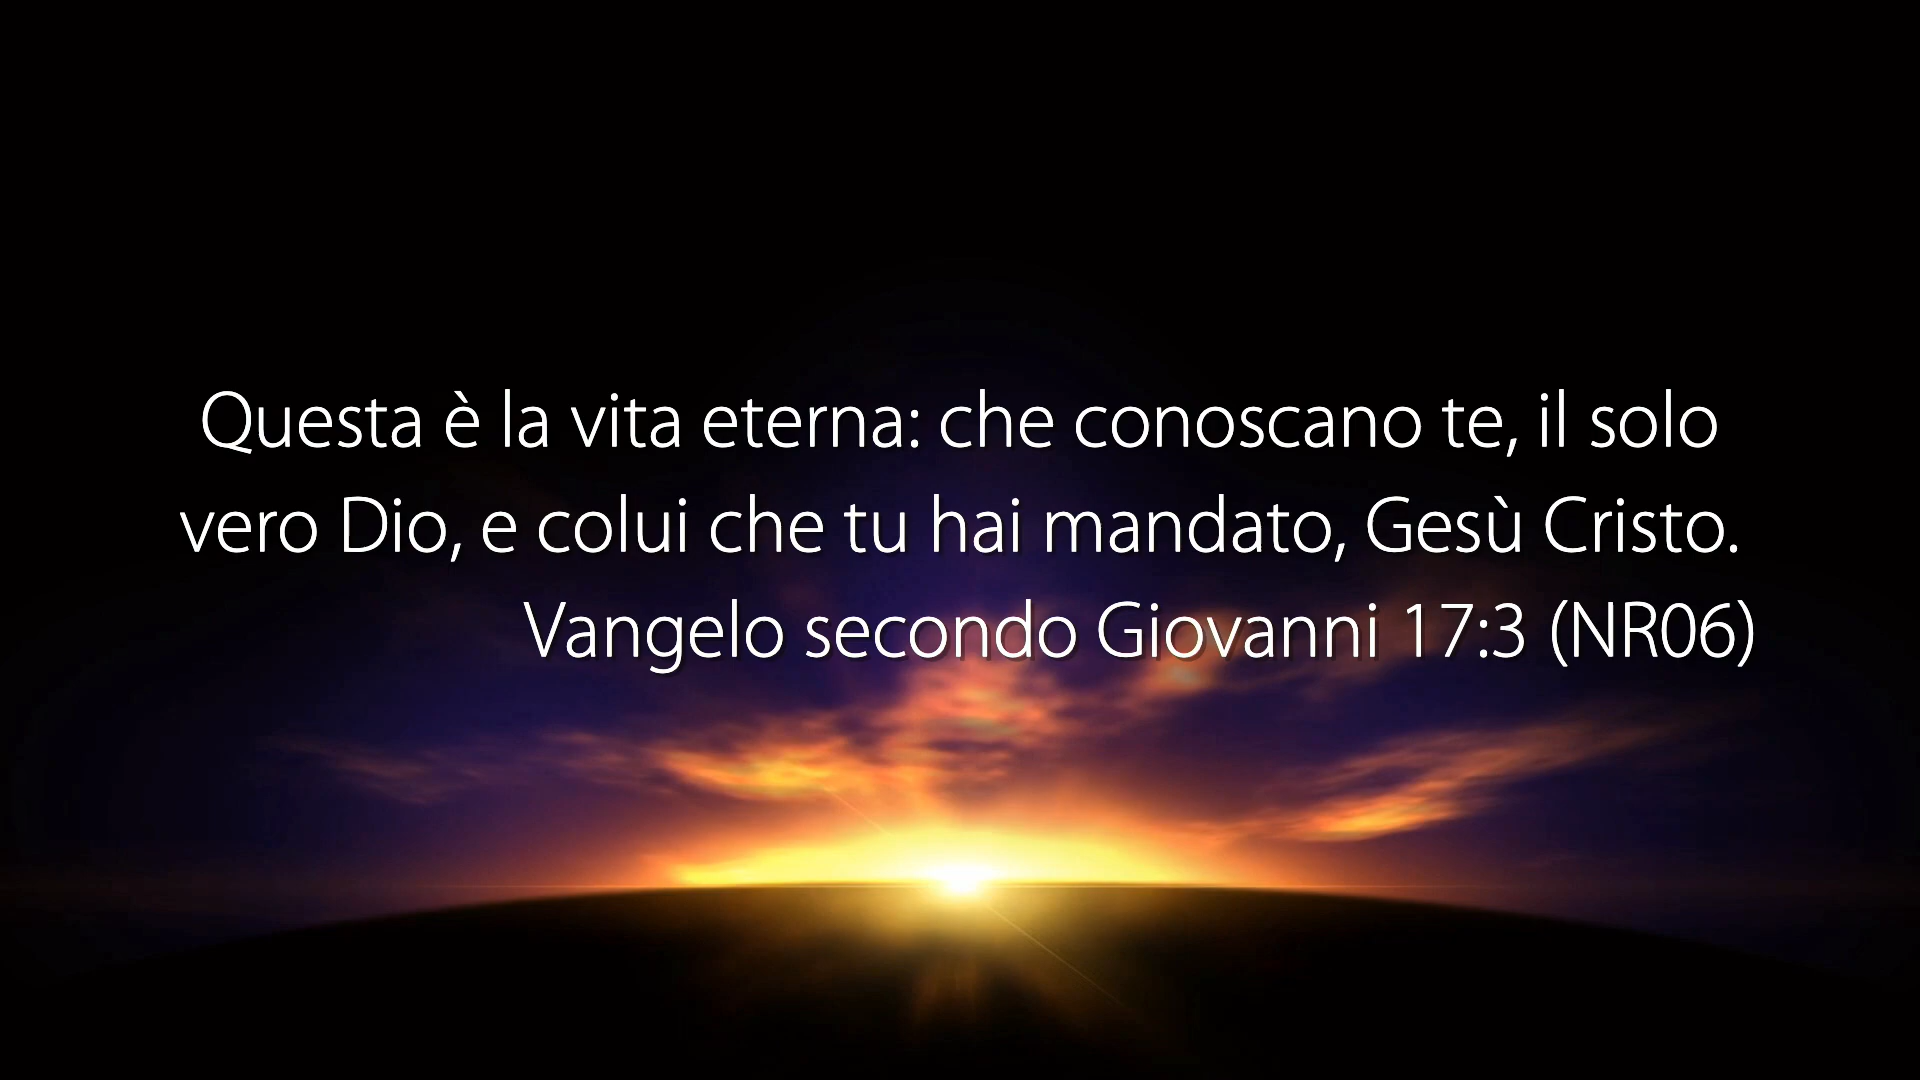 Questa è la vita eterna: che conoscano te, il solo
vero Dio, e colui che tu hai mandato, Gesù Cristo.
Vangelo secondo Giovanni 17:3 (NR06)